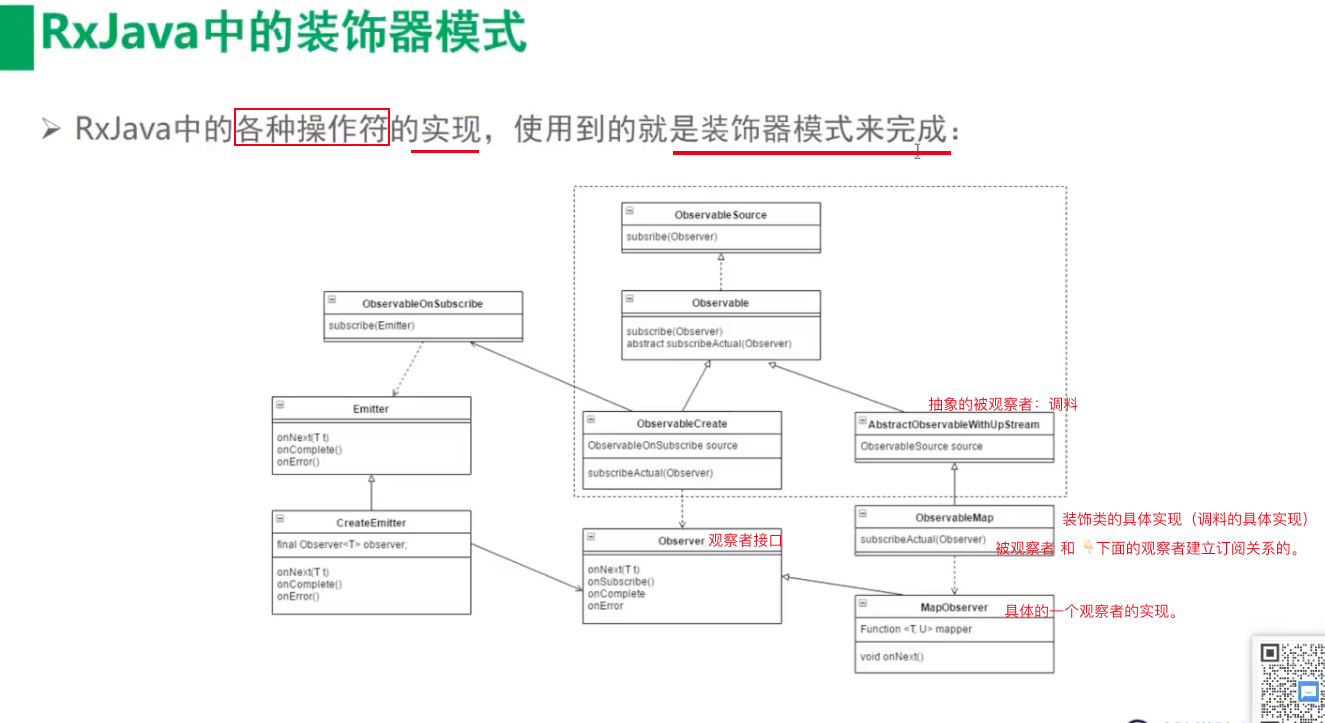 RxJava中的装饰器模式
RxJava中的各种操作符的实现，使用到的就是装饰器模式来完成：
ObservableSource
subsribe(Observer)
ObservableOnSubscribe
subscribe(Emitter)
Observable
subscribe(Observer)
abstract subscribeActual(Observer)
抽象的被观察者：调料
Emitter
onNext(T t)
onComplete()
onError()
ObservableCreate
ObservableOnSubscribe source
subscribeActual(Observer)
AbstractObservableWithUpStream
ObservableSource source
CreateEmitter
final Observer<T> observer;
onNext(T t)
onComplete()
onError()
Observer 观察者接口
onNext(T t)
onSubscribe()
onComplete
onError
ObservableMap
subscribeActual(Observer)
装饰类的具体实现（调料的具体实现）
被观察者 和 👇🏻下面的观察者建立订阅关系的。
MapObserver
具体的一个观察者的实现。
Function <T, U> mapper
void onNext()